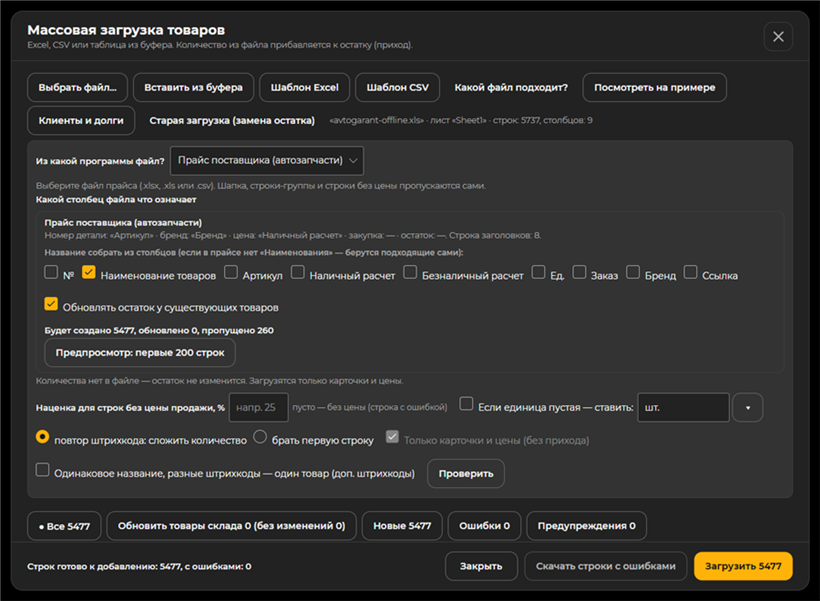 Массовая загрузка товаров
Excel, CSV или таблица из буфера. Количество из файла прибавляется к остатку (приход).
Выбрать файл... Вставить из буфера Шаблон Excel Шаблон CSV Какой файл подходит? Посмотреть на примере
Клиенты и долги Старая загрузка (замена остатка) «avtogarant-offline.xls» · лист «Sheet1» · строк: 5737, столбцов: 9
Из какой программы файл? Прайс поставщика (автозапчасти)
Выберите файл прайса (.xlsx, .xls или .csv). Шапка, строки-группы и строки без цены пропускаются сами.
Какой столбец файла что означает
Прайс поставщика (автозапчасти)
Номер детали: «Артикул» · бренд: «Бренд» · цена: «Наличный расчет» · закупка: — · остаток: —. Строка заголовков: 8.
Название собрать из столбцов (если в прайсе нет «Наименования» — берутся подходящие сами):
№ Наименование товаров Артикул Наличный расчет Безналичный расчет Ед. Заказ Бренд Ссылка
Обновлять остаток у существующих товаров
Будет создано 5477, обновлено 0, пропущено 260
Предпросмотр: первые 200 строк
Количества нет в файле — остаток не изменится. Загрузятся только карточки и цены.
Наценка для строк без цены продажи, % напр. 25 пусто — без цены (строка с ошибкой) Если единица пустая — ставить: шт.
повтор штрихкода: сложить количество брать первую строку Только карточки и цены (без прихода)
Одинаковое название, разные штрихкоды — один товар (доп. штрихкоды) Проверить
• Все 5477 Обновить товары склада 0 (без изменений 0) Новые 5477 Ошибки 0 Предупреждения 0
Строк готово к добавлению: 5477, с ошибками: 0 Закрыть Скачать строки с ошибками Загрузить 5477